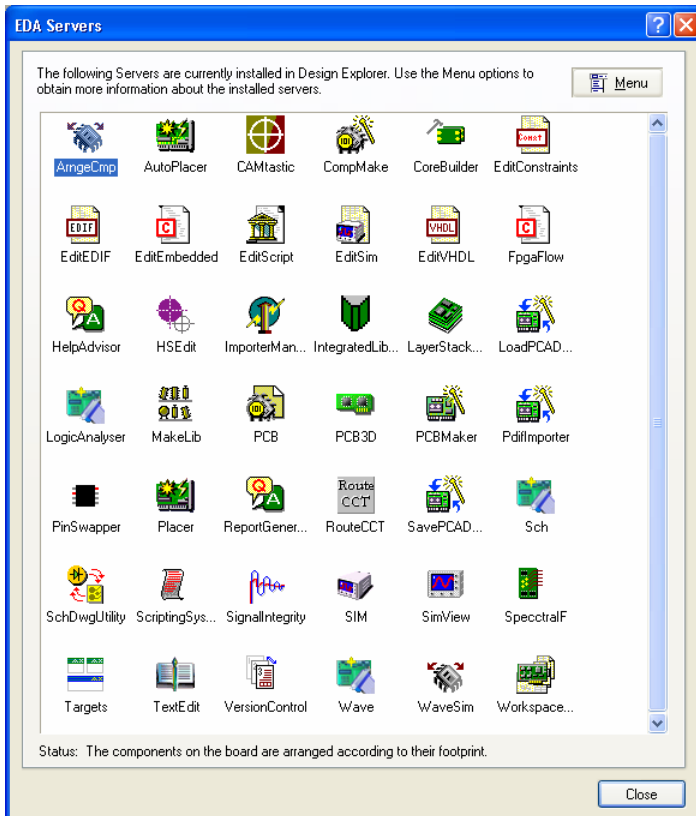 EDA Servers
The following Servers are currently installed in Design Explorer. Use the Menu options to
obtain more information about the installed servers.
Menu
ArngeCmp AutoPlacer CAMtastic CompMake CoreBuilder EditConstraints
EditEDIF EditEmbedded EditScript EditSim EditVHDL FpgaFlow
HelpAdvisor HSEdit ImporterMan... IntegratedLib... LayerStack... LoadPCAD...
LogicAnalyser MakeLib PCB PCB3D PCBMaker PdifImporter
Route
CCT
PinSwapper Placer ReportGener... RouteCCT SavePCAD... Sch
SchDwgUtility ScriptingSys... SignalIntegrity SIM SimView SpecctraIF
Targets TextEdit VersionControl Wave WaveSim Workspace...
Status: The components on the board are arranged according to their footprint.
Close